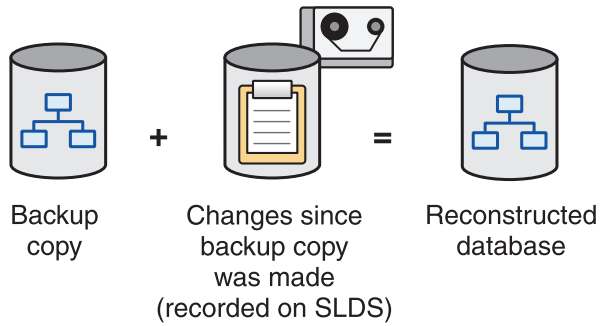 +
=
Backup
copy
Changes since
backup copy
was made
(recorded on SLDS)
Reconstructed
database